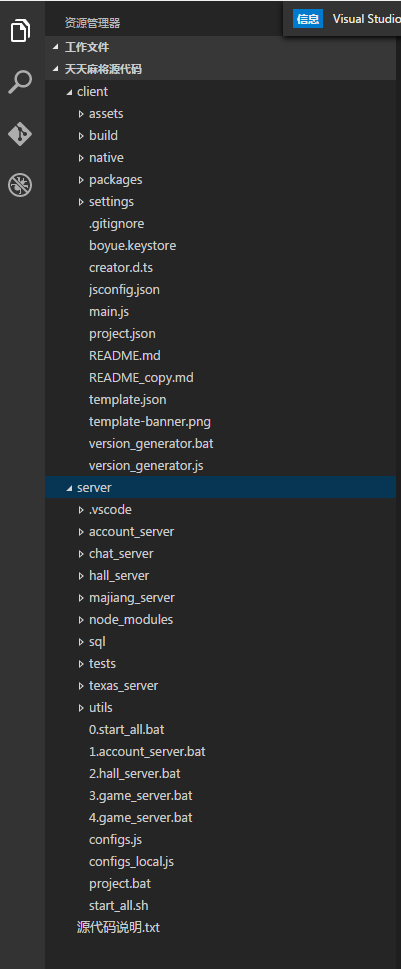 资源管理器
信息 Visual Studio
工作文件
天天麻将源代码
client
assets
build
native
packages
settings
.gitignore
boyue.keystore
creator.d.ts
jsconfig.json
main.js
project.json
README.md
README_copy.md
template.json
template-banner.png
version_generator.bat
version_generator.js
server
.vscode
account_server
chat_server
hall_server
majiang_server
node_modules
sql
tests
texas_server
utils
0.start_all.bat
1.account_server.bat
2.hall_server.bat
3.game_server.bat
4.game_server.bat
configs.js
configs_local.js
project.bat
start_all.sh
源代码说明.txt